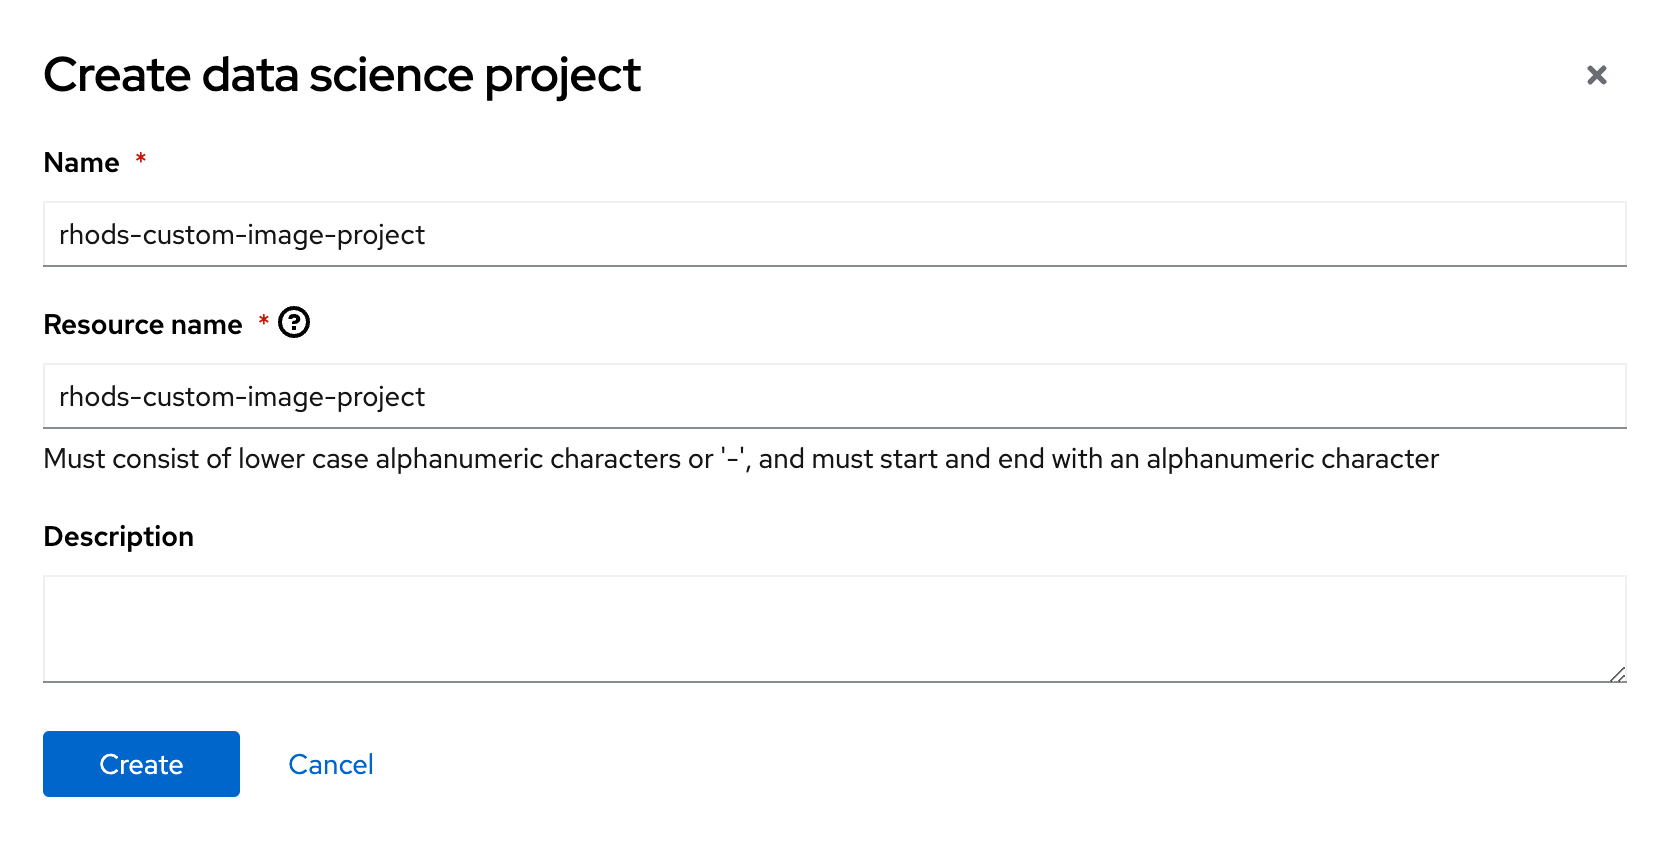 Create data science project
Name *
rhods-custom-image-project
Resource name *
rhods-custom-image-project
Must consist of lower case alphanumeric characters or '-', and must start and end with an alphanumeric character
Description
Create Cancel